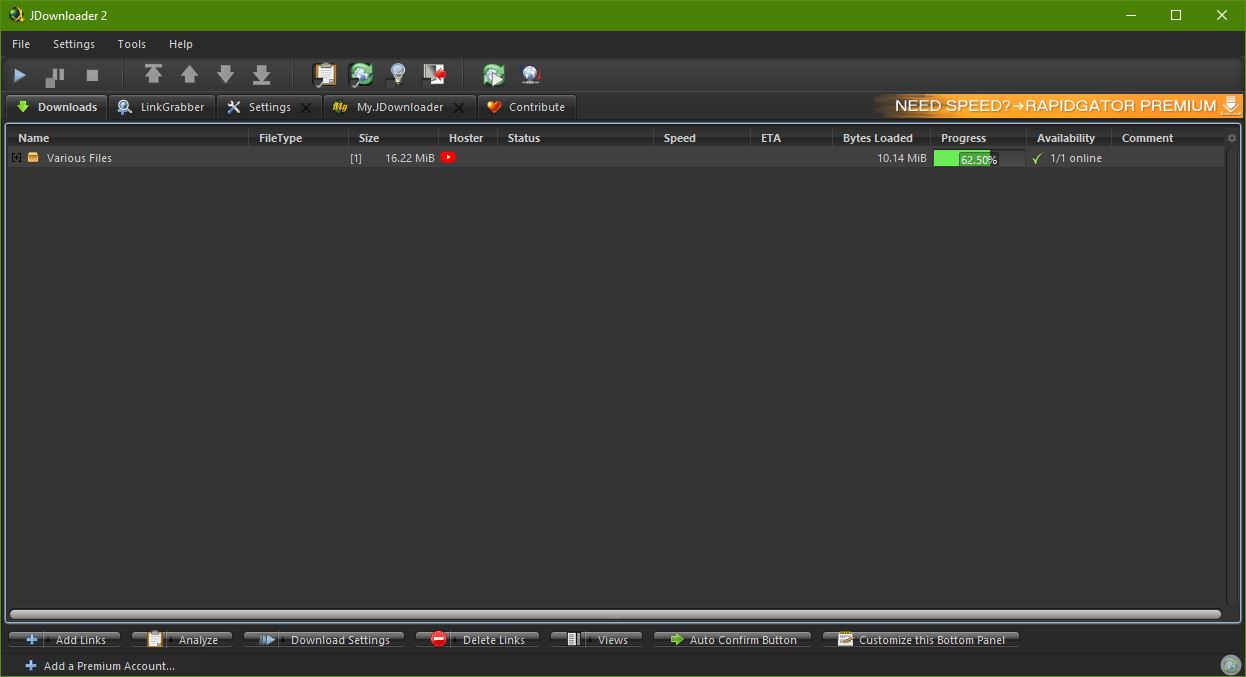 JDownloader 2
File Settings Tools Help
Downloads LinkGrabber Settings My.JDownloader Contribute NEED SPEED?→RAPIDGATOR PREMIUM
Name FileType Size Hoster Status Speed ETA Bytes Loaded Progress Availability Comment
Various Files [1] 16.22 MiB 10.14 MiB 62.50% 1/1 online
Add Links Analyze Download Settings Delete Links Views Auto Confirm Button Customize this Bottom Panel
Add a Premium Account...